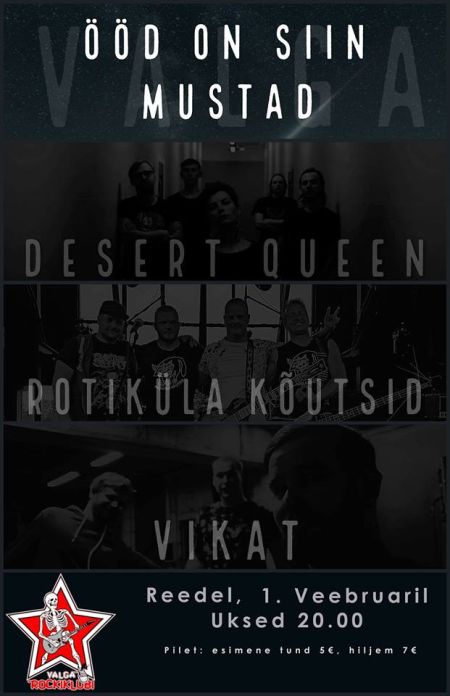 VALGA
ÖÖD ON SIIN
MUSTAD
DESERT QUEEN
ROTIKÜLA KÕUTSID
VIKAT
Reedel, 1. Veebruaril
Uksed 20.00
Pilet: esimene tund 5€, hiljem 7€
VALGA
ROCKIKLUBI